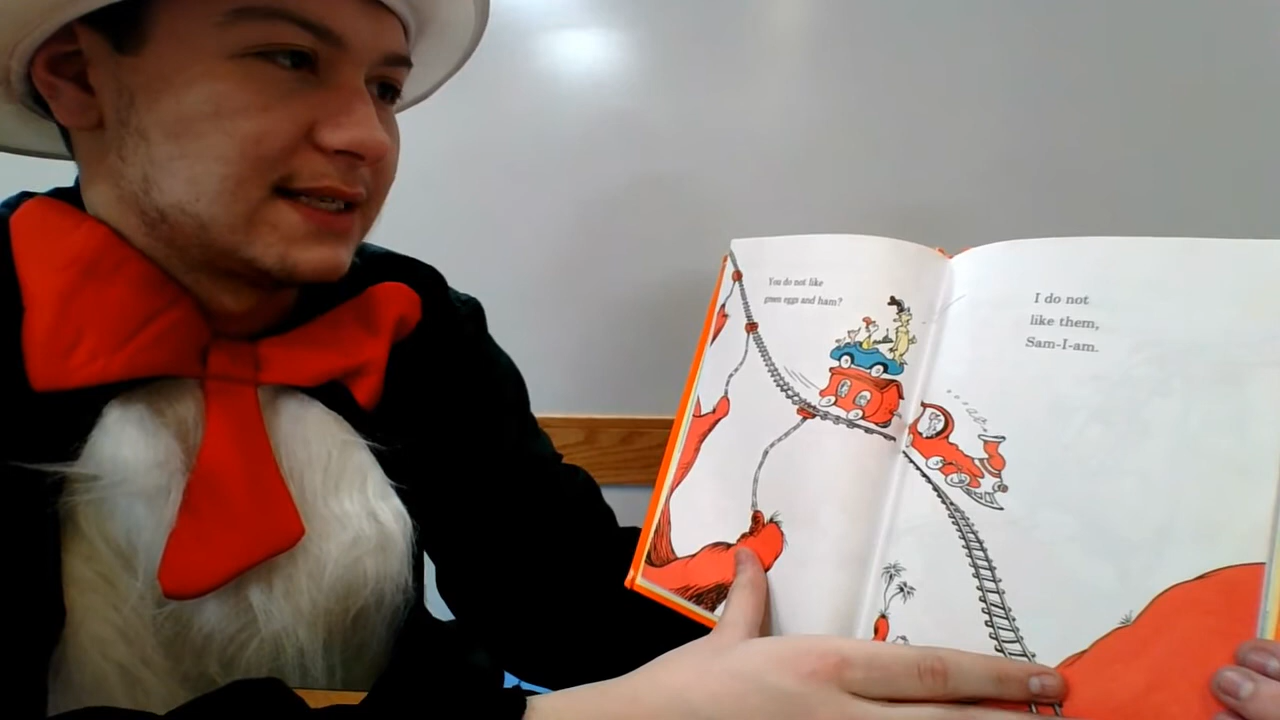 You do not like
green eggs and ham?
I do not
like them,
Sam-I-am.